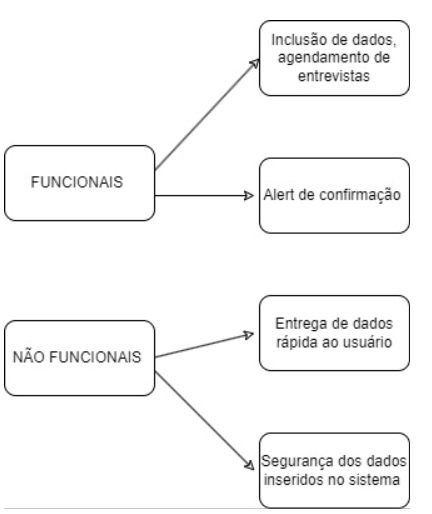 Inclusão de dados,
agendamento de
entrevistas
FUNCIONAIS
Alert de confirmação
Entrega de dados
rápida ao usuário
NÃO FUNCIONAIS
Segurança dos dados
inseridos no sistema